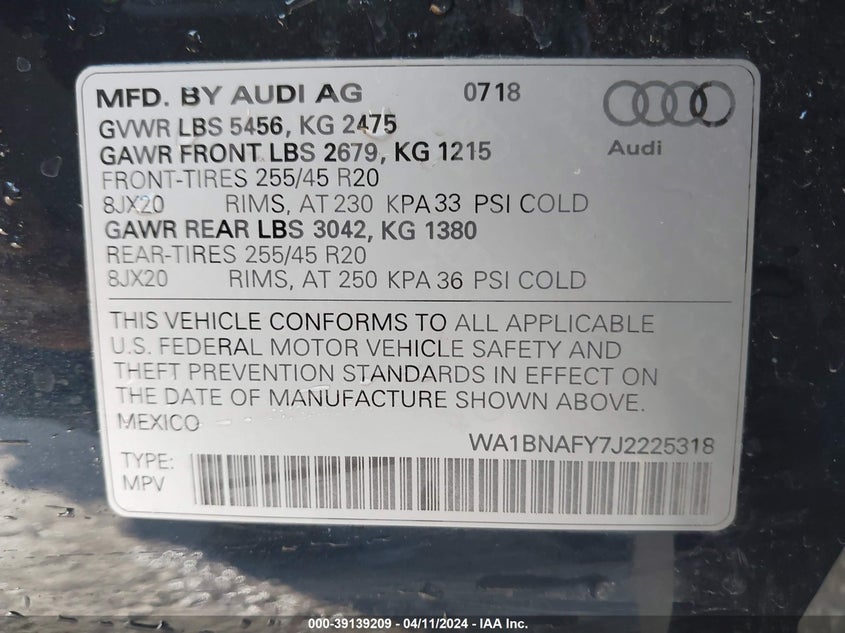 MFD. BY AUDI AG 0718
Audi
GVWR LBS 5456, KG 2475
GAWR FRONT LBS 2679, KG 1215
FRONT-TIRES 255/45 R20
8JX20 RIMS, AT 230 KPA 33 PSI COLD
GAWR REAR LBS 3042, KG 1380
REAR-TIRES 255/45 R20
8JX20 RIMS, AT 250 KPA 36 PSI COLD
THIS VEHICLE CONFORMS TO ALL APPLICABLE
U.S. FEDERAL MOTOR VEHICLE SAFETY AND
THEFT PREVENTION STANDARDS IN EFFECT ON
THE DATE OF MANUFACTURE SHOWN ABOVE.
MEXICO
WA1BNAFY7J2225318
TYPE:
MPV
000-39139209 - 04/11/2024 - IAA Inc.